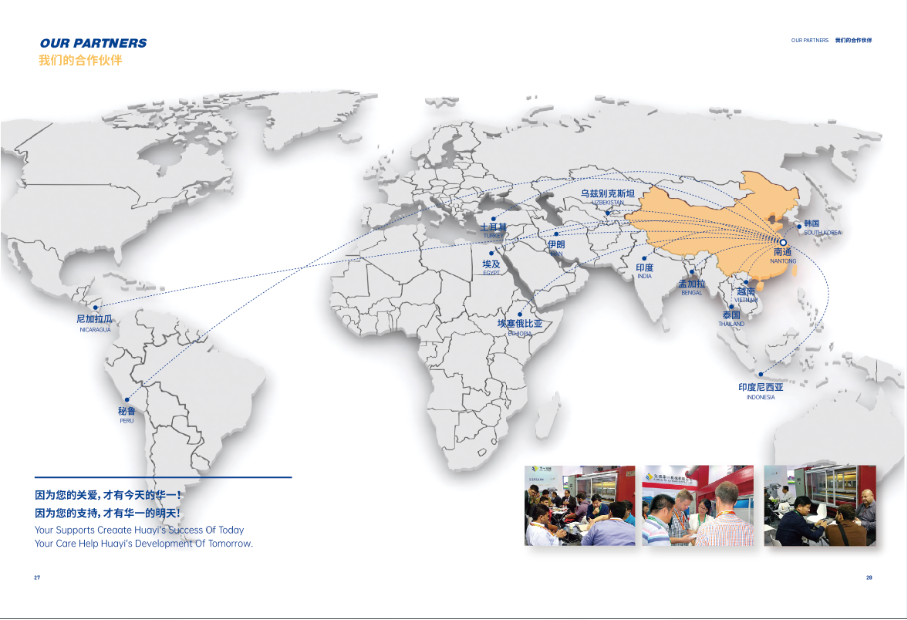 OUR PARTNERS
我们的合作伙伴
OUR PARTNERS 我们的合作伙伴
乌兹别克斯坦
UZBEKISTAN
土耳其
韩国
SOUTH KOREA
伊朗
IRAN
南通
NANTONG
埃及
EGYPT
印度
INDIA
孟加拉
BENGAL
越南
VIETNAM
泰国
THAILAND
尼加拉瓜
NICARAGUA
埃塞俄比亚
印度尼西亚
INDONESIA
秘鲁
PERU
因为您的关爱,才有今天的华一!
因为您的支持,才有华一的明天!
Your Supports Creaate Huayi's Success Of Today
Your Care Help Huayi's Development Of Tomorrow.
27
28